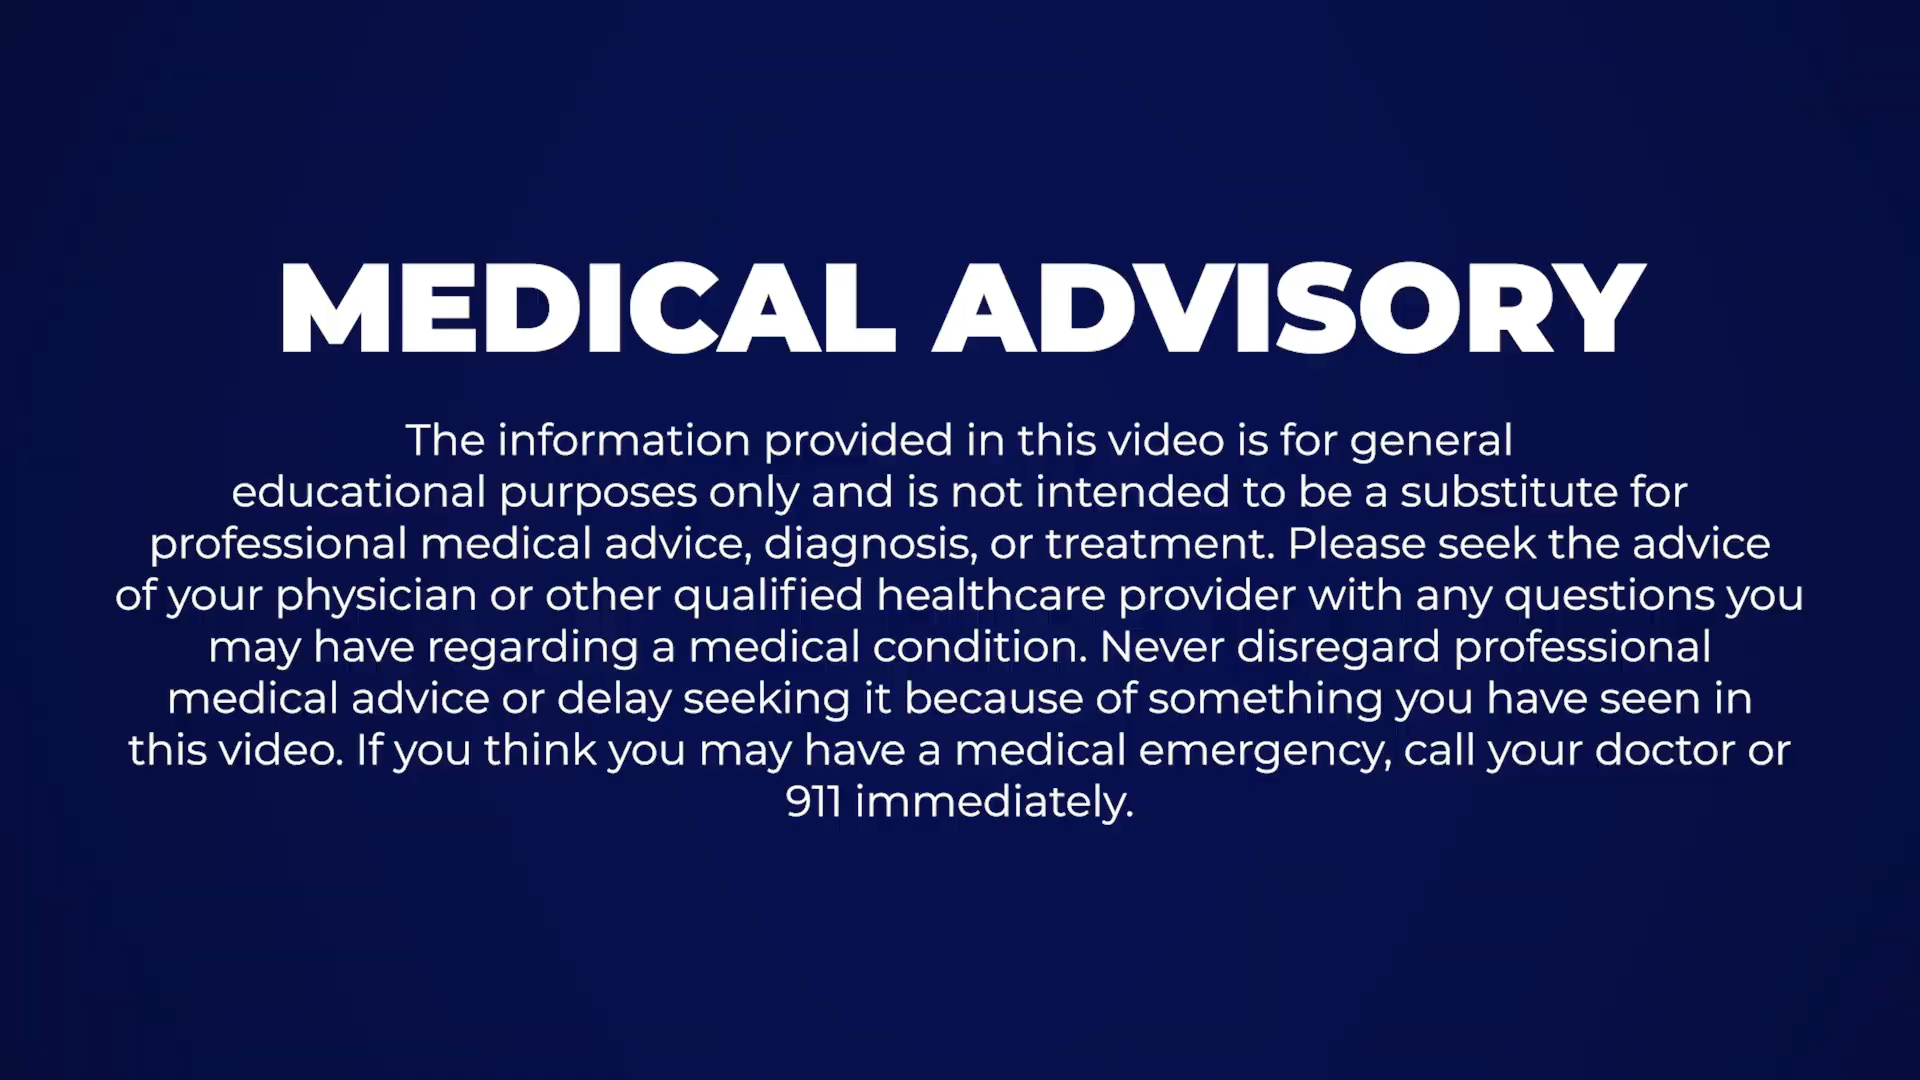 MEDICAL ADVISORY
The information provided in this video is for general
educational purposes only and is not intended to be a substitute for
professional medical advice, diagnosis, or treatment. Please seek the advice
of your physician or other qualified healthcare provider with any questions you
may have regarding a medical condition. Never disregard professional
medical advice or delay seeking it because of something you have seen in
this video. If you think you may have a medical emergency, call your doctor or
911 immediately.